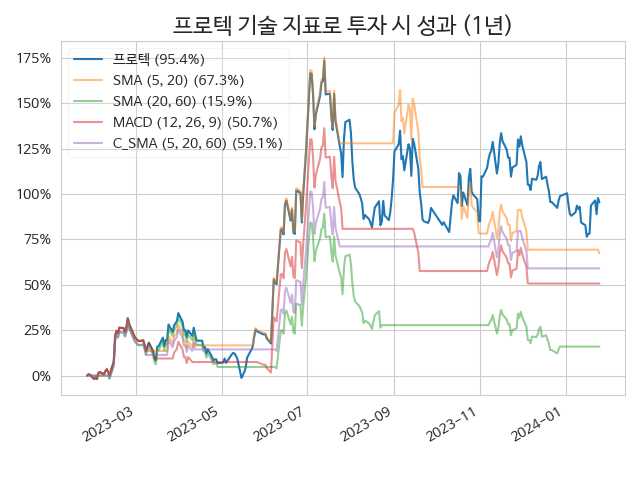 프로텍 기술 지표로 투자 시 성과 (1년)
프로텍 (95.4%)
SMA (5, 20) (67.3%)
SMA (20, 60) (15.9%)
MACD (12, 26, 9) (50.7%)
C_SMA (5, 20, 60) (59.1%)
175%
150%
125%
100%
75%
50%
25%
0%
2023-03
2023-05
2023-07
2023-09
2023-11
2024-01